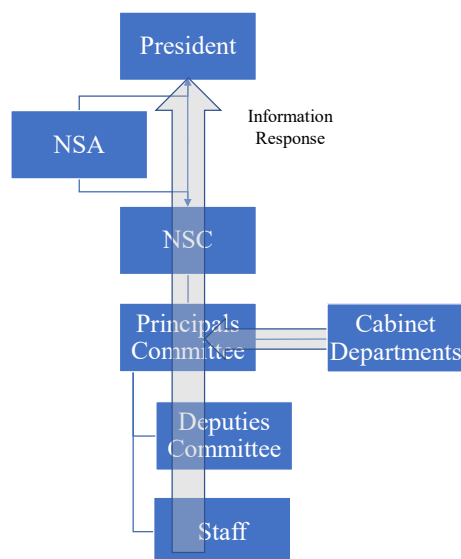 President
Information
Response
NSA
NSC
Principals
Committee
Cabinet
Departments
Deputies
Committee
Staff